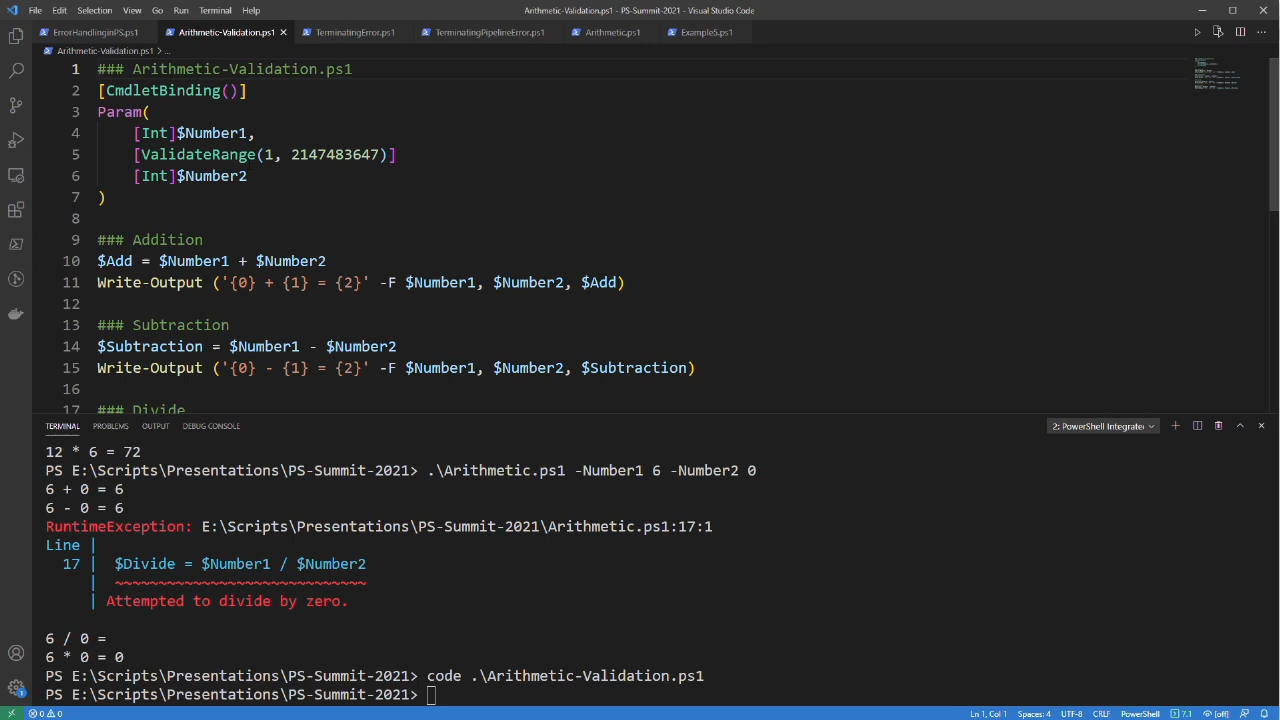 File Edit Selection View Go Run Terminal Help
Arithmetic-Validation.ps1 - PS-Summit-2021 - Visual Studio Code
ErrorHandlinginPS.ps1
Arithmetic-Validation.ps1
TerminatingError.ps1
TerminatingPipelineError.ps1
Arithmetic.ps1
Example5.ps1
Arithmetic-Validation.ps1 > ...
1 ### Arithmetic-Validation.ps1
2 [CmdletBinding()]
3 Param(
4 [Int]$Number1,
5 [ValidateRange(1, 2147483647)]
6 [Int]$Number2
7 )
8
9 ### Addition
10 $Add = $Number1 + $Number2
11 Write-Output ('{0} + {1} = {2}' -F $Number1, $Number2, $Add)
12
13 ### Subtraction
14 $Subtraction = $Number1 - $Number2
15 Write-Output ('{0} - {1} = {2}' -F $Number1, $Number2, $Subtraction)
16
17 ### Divide
TERMINAL PROBLEMS OUTPUT DEBUG CONSOLE
2: PowerShell Integrate
12 * 6 = 72
PS E:\Scripts\Presentations\PS-Summit-2021> .\Arithmetic.ps1 -Number1 6 -Number2 0
6 + 0 = 6
6 - 0 = 6
RuntimeException: E:\Scripts\Presentations\PS-Summit-2021\Arithmetic.ps1:17:1
Line |
17 | $Divide = $Number1 / $Number2
| ~~~~~~~~~~~~~~~~~~~~~~~~~~~~~
| Attempted to divide by zero.
6 / 0 =
6 * 0 = 0
PS E:\Scripts\Presentations\PS-Summit-2021> code .\Arithmetic-Validation.ps1
PS E:\Scripts\Presentations\PS-Summit-2021>
1
0 0
Ln 1, Col 1 Spaces: 4 UTF-8 CRLF PowerShell 7.1 [off]